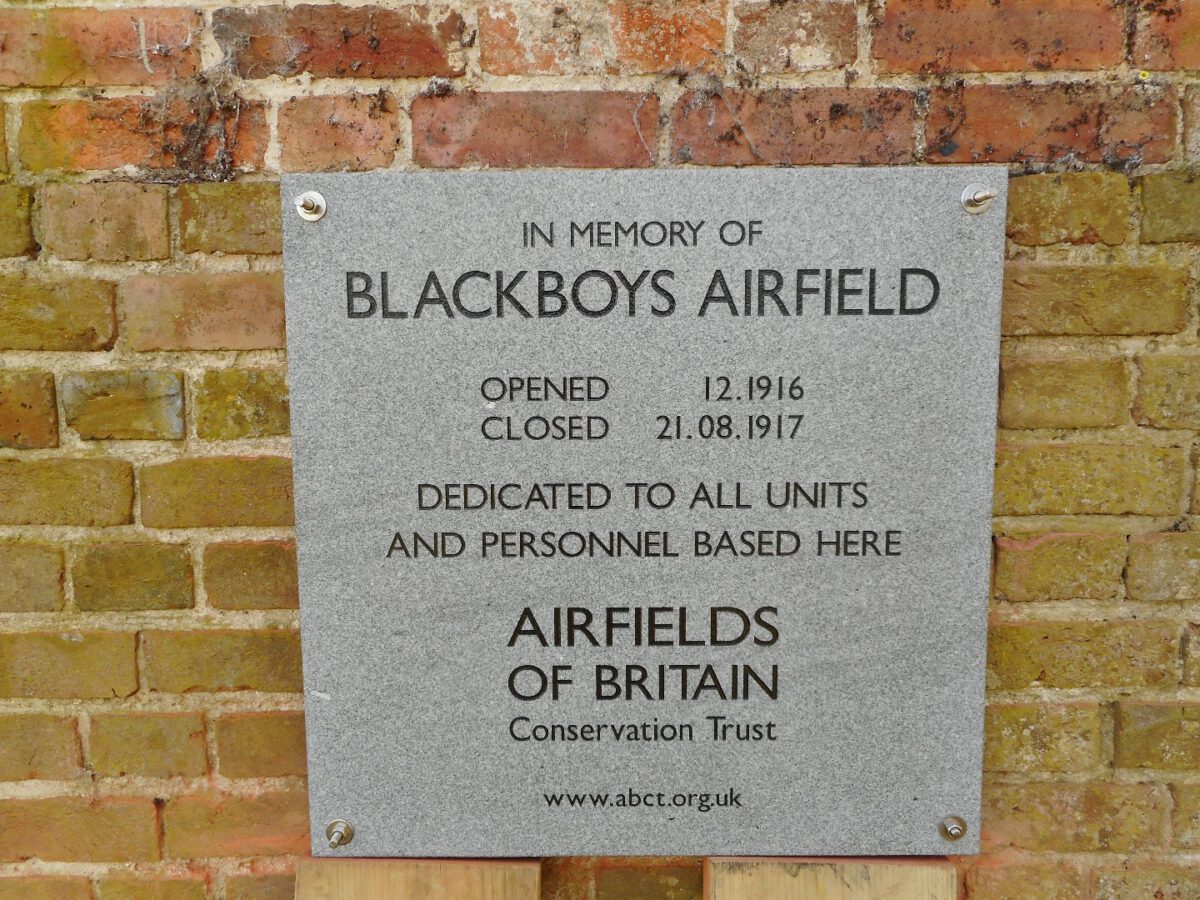 IN MEMORY OF
BLACKBOYS AIRFIELD
OPENED 12.1916
CLOSED 21.08.1917
DEDICATED TO ALL UNITS
AND PERSONNEL BASED HERE
AIRFIELDS
OF BRITAIN
Conservation Trust
www.abct.org.uk